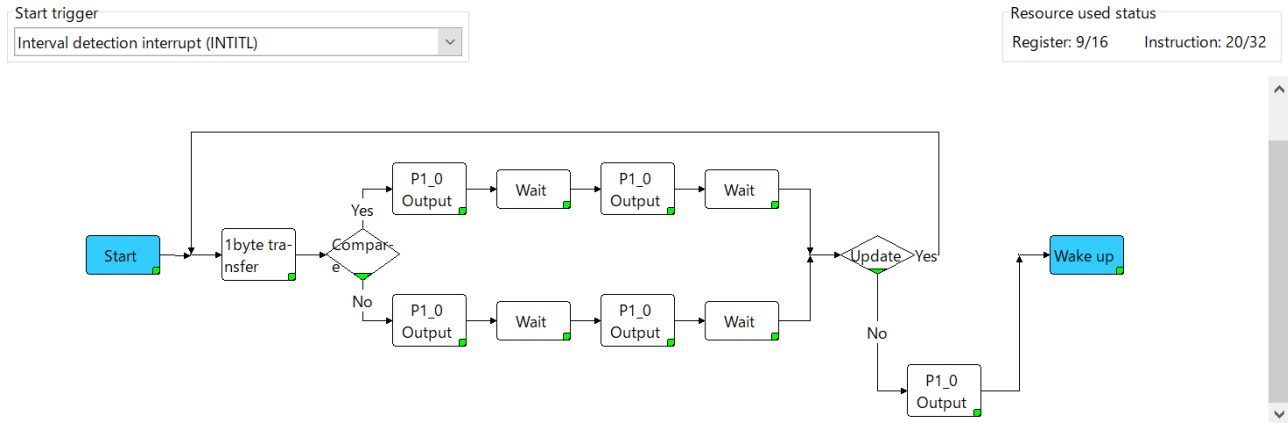 Start trigger
Interval detection interrupt (INTITL)
Resource used status
Register: 9/16 Instruction: 20/32
P1_0
Output
Wait
P1_0
Output
Wait
Yes
Start
1byte tra-
nsfer
Compar-
e
Update
Yes
Wake up
No
P1_0
Output
Wait
P1_0
Output
Wait
No
P1_0
Output